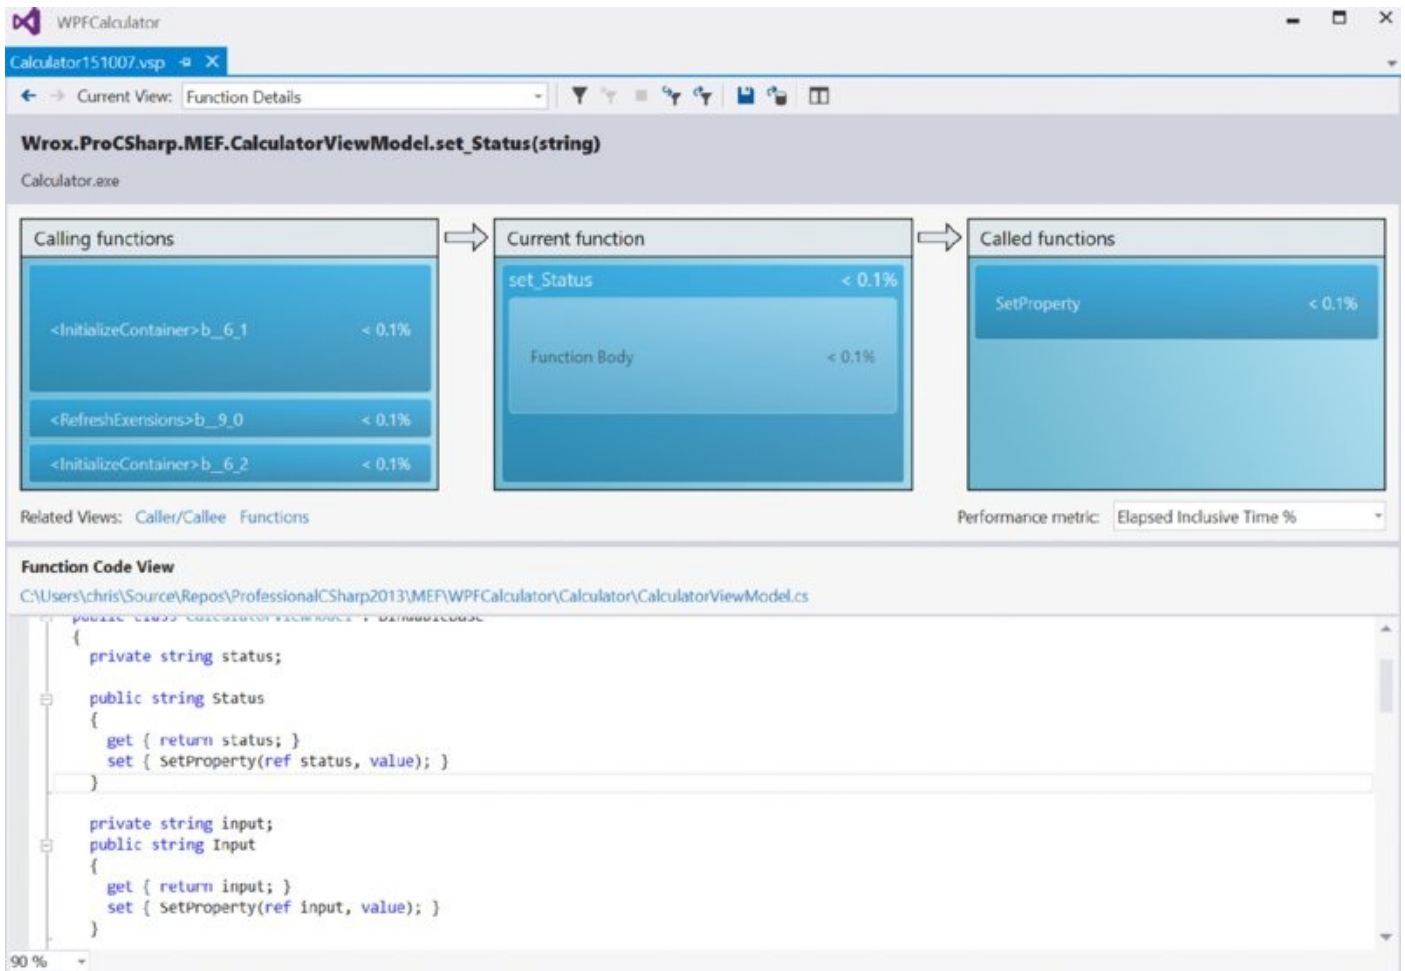 WPFCalculator
Calculator151007.vsp
Current View: Function Details
Wrox.ProCSharp.MEF.CalculatorViewModel.set_Status(string)
Calculator.exe
Calling functions
<InitializeContainer>b__6_1 < 0.1%
<RefreshExensions>b__9_0 < 0.1%
<InitializeContainer>b__6_2 < 0.1%
Current function
set_Status < 0.1%
Function Body < 0.1%
Called functions
SetProperty < 0.1%
Related Views: Caller/Callee Functions
Performance metric: Elapsed Inclusive Time %
Function Code View
C:\Users\chris\Source\Repos\ProfessionalCSharp2013\MEF\WPFCalculator\Calculator\CalculatorViewModel.cs
public class CalculatorViewModel : BindableBase
{
private string status;
public string Status
{
get { return status; }
set { SetProperty(ref status, value); }
}
private string input;
public string Input
{
get { return input; }
set { SetProperty(ref input, value); }
}
90 %